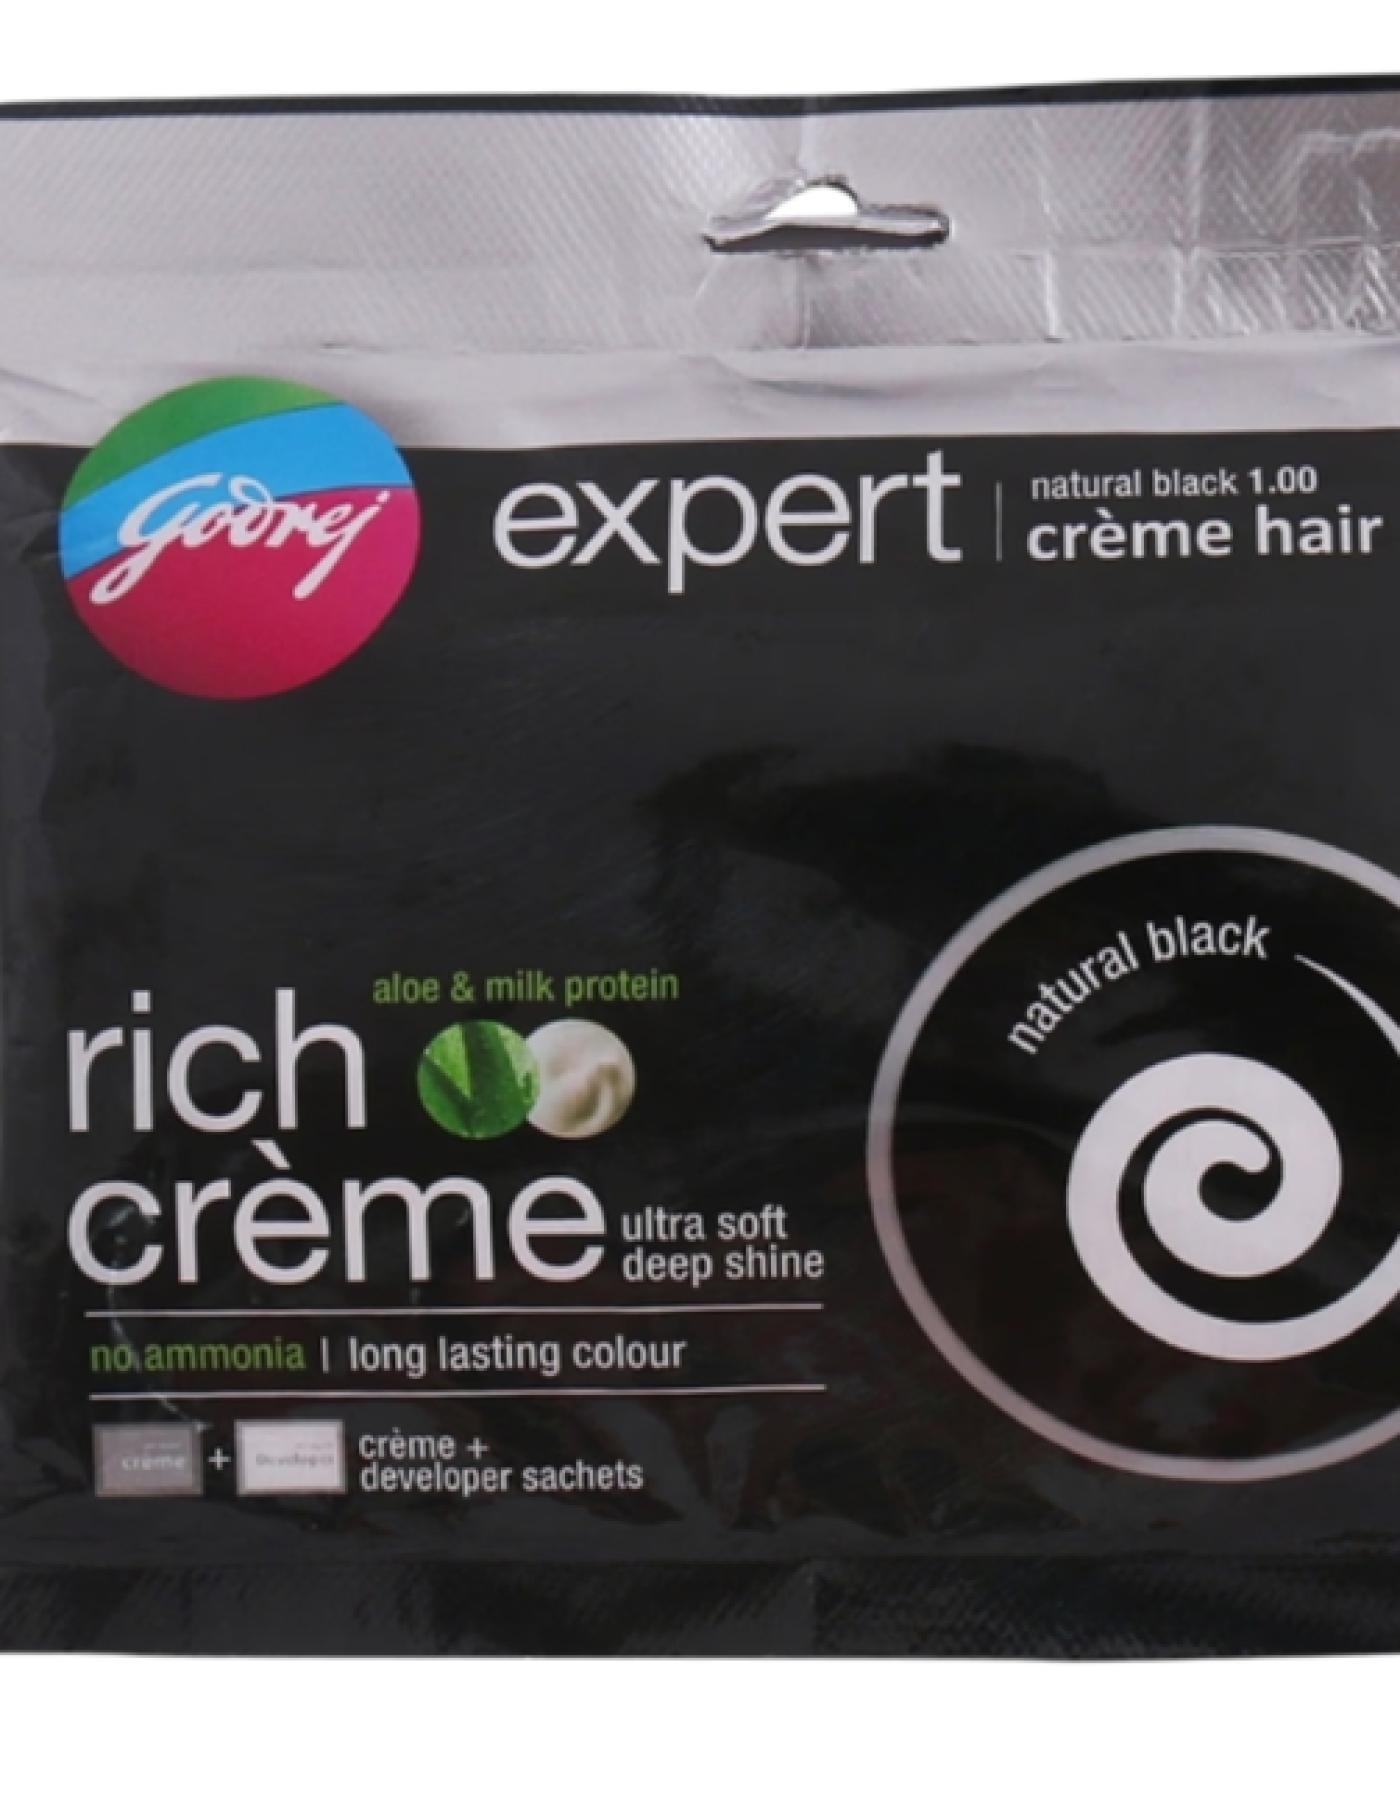 Godrej
expert
natural black 1.00
crème hair
natural black
aloe & milk protein
rich
crème
ultra soft
deep shine
no ammonia | long lasting colour
crème + Developer
crème +
developer sachets